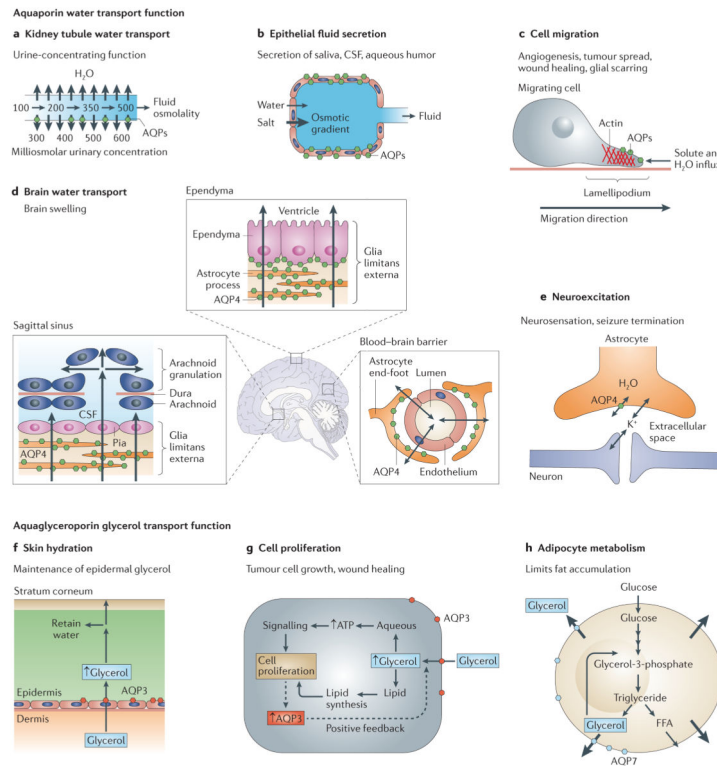 Aquaporin water transport function
a Kidney tubule water transport
Urine-concentrating function
H₂O
100 200 350 500
Fluid
osmolality
300 400 500 600
AQPs
Milliosmolar urinary concentration
b Epithelial fluid secretion
Secretion of saliva, CSF, aqueous humor
Water
Salt
Osmotic
gradient
Fluid
AQPs
c Cell migration
Angiogenesis, tumour spread,
wound healing, glial scarring
Migrating cell
Actin
AQPs
Solute an
H₂O influ
Lamellipodium
Migration direction
d Brain water transport
Brain swelling
Ependyma
Ventricle
Ependyma
Astrocyte
process
AQP4
Glia
limitans
externa
Sagittal sinus
Arachnoid
granulation
Dura
Arachnoid
CSF
Pia
AQP4
Glia
limitans
externa
Blood–brain barrier
Astrocyte
end-foot
Lumen
AQP4
Endothelium
e Neuroexcitation
Neurosensation, seizure termination
Astrocyte
H₂O
AQP4
K⁺
Extracellular
space
Neuron
Aquaglyceroporin glycerol transport function
f Skin hydration
Maintenance of epidermal glycerol
Stratum corneum
Retain
water
↑Glycerol
Epidermis
AQP3
Dermis
Glycerol
g Cell proliferation
Tumour cell growth, wound healing
AQP3
Signalling
↑ATP
Aqueous
Cell
proliferation
↑Glycerol
Glycerol
Lipid
synthesis
Lipid
↑AQP3
Positive feedback
h Adipocyte metabolism
Limits fat accumulation
Glucose
Glycerol
Glucose
Glycerol-3-phosphate
Triglyceride
Glycerol
FFA
AQP7